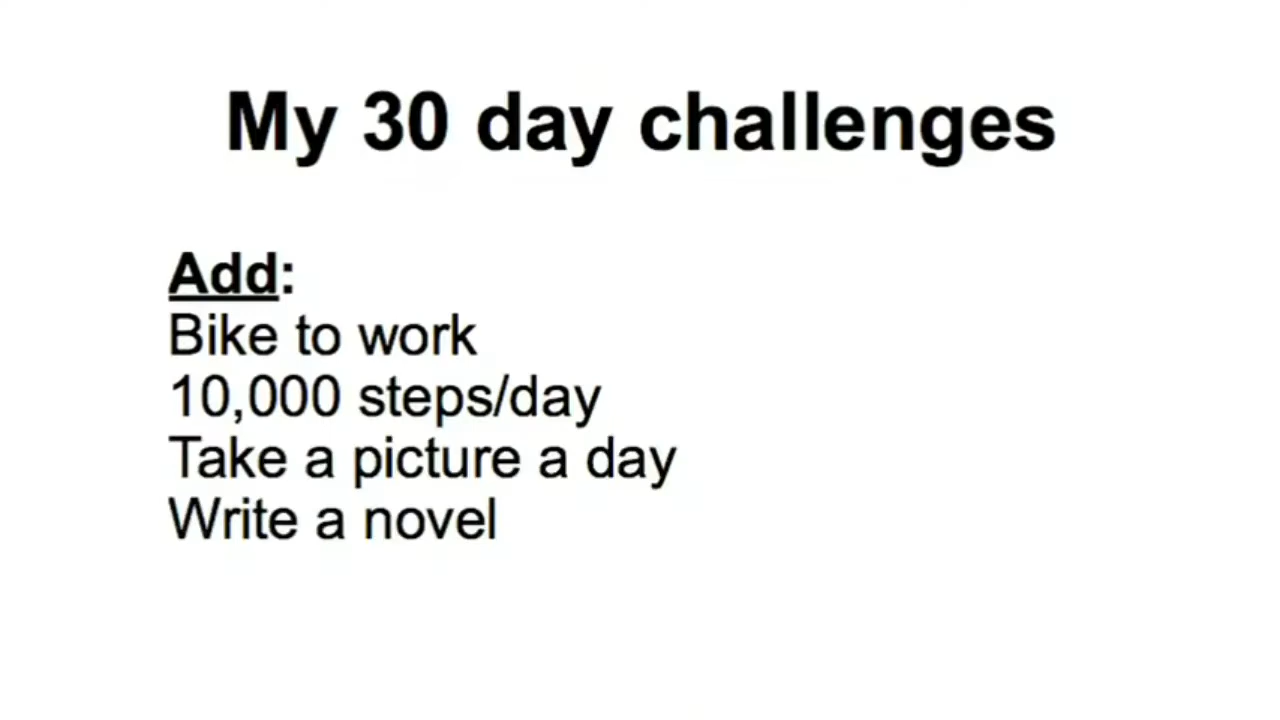 My 30 day challenges
Add:
Bike to work
10,000 steps/day
Take a picture a day
Write a novel